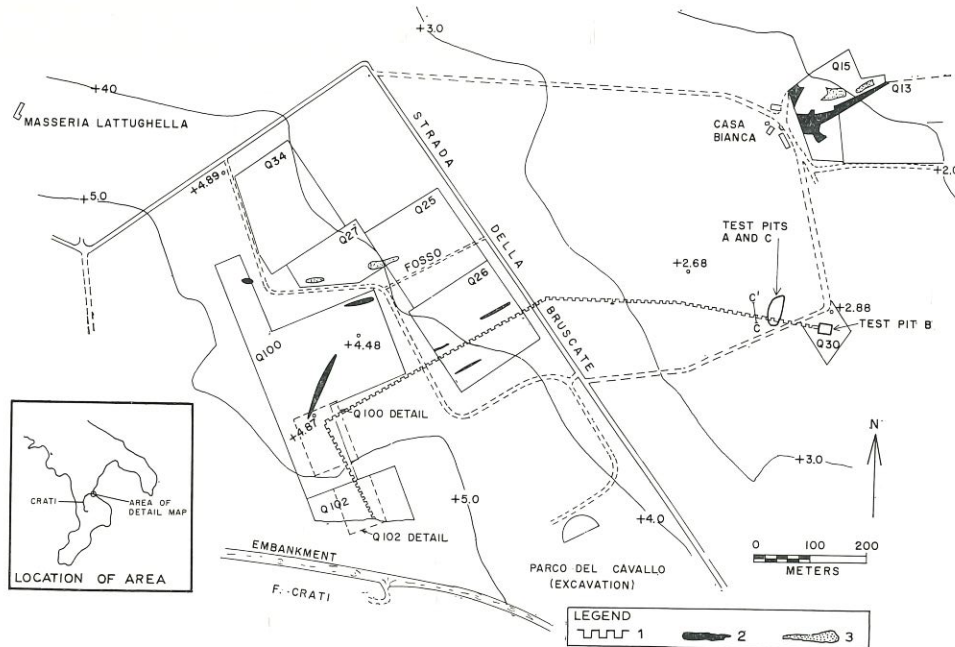 +3.0
+40
MASSERIA LATTUGHELLA
Q15
Q13
CASA
BIANCA
+2.0
STRADA DELLA BRUSCATE
Q34
+4.89
+5.0
Q25
Q27
FOSSO
Q26
TEST PITS
A AND C
+2.68
C'
C
+2.88
TEST PIT B
Q30
Q100
+4.48
Q100 DETAIL
+4.87
Q102
Q102 DETAIL
+5.0
+4.0
+3.0
N
CRATI
AREA OF
DETAIL MAP
LOCATION OF AREA
EMBANKMENT
F. CRATI
PARCO DEL CAVALLO
(EXCAVATION)
0 100 200
METERS
LEGEND
1 2 3